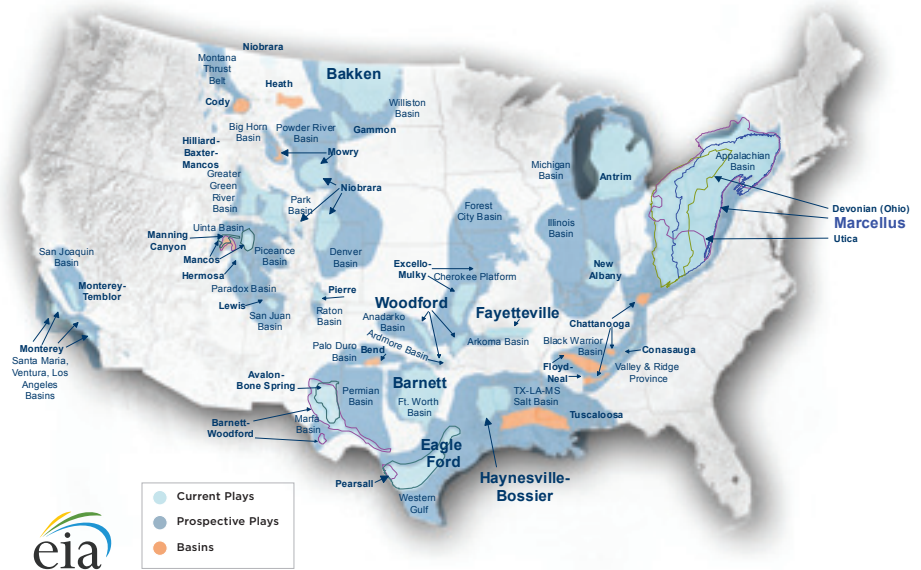 Niobrara
Montana
Thrust
Belt
Bakken
Heath
Cody
Williston
Basin
Big Horn
Basin
Powder River
Basin
Gammon
Hilliard-
Baxter-
Mancos
Mowry
Greater
Green
River
Basin
Park
Basin
Niobrara
Michigan
Basin
Antrim
Appalachian
Basin
Devonian (Ohio)
Marcellus
Utica
Forest
City Basin
Illinois
Basin
Uinta Basin
Manning
Canyon
Mancos
Piceance
Basin
Hermosa
Denver
Basin
San Joaquin
Basin
Monterey-
Temblor
Paradox Basin
Excello-
Mulky
Cherokee Platform
New
Albany
Lewis
San Juan
Basin
Pierre
Raton
Basin
Woodford
Anadarko
Basin
Ardmore Basin
Fayetteville
Arkoma Basin
Chattanooga
Black Warrior
Basin
Conasauga
Floyd-
Neal
Valley & Ridge
Province
Monterey
Santa Maria,
Ventura, Los
Angeles
Basins
Palo Duro
Basin
Bend
Avalon-
Bone Spring
Permian
Basin
Barnett
Ft. Worth
Basin
TX-LA-MS
Salt Basin
Tuscaloosa
Barnett-
Woodford
Marfa
Basin
Eagle
Ford
Haynesville-
Bossier
Pearsall
Western
Gulf
Current Plays
Prospective Plays
Basins
eia